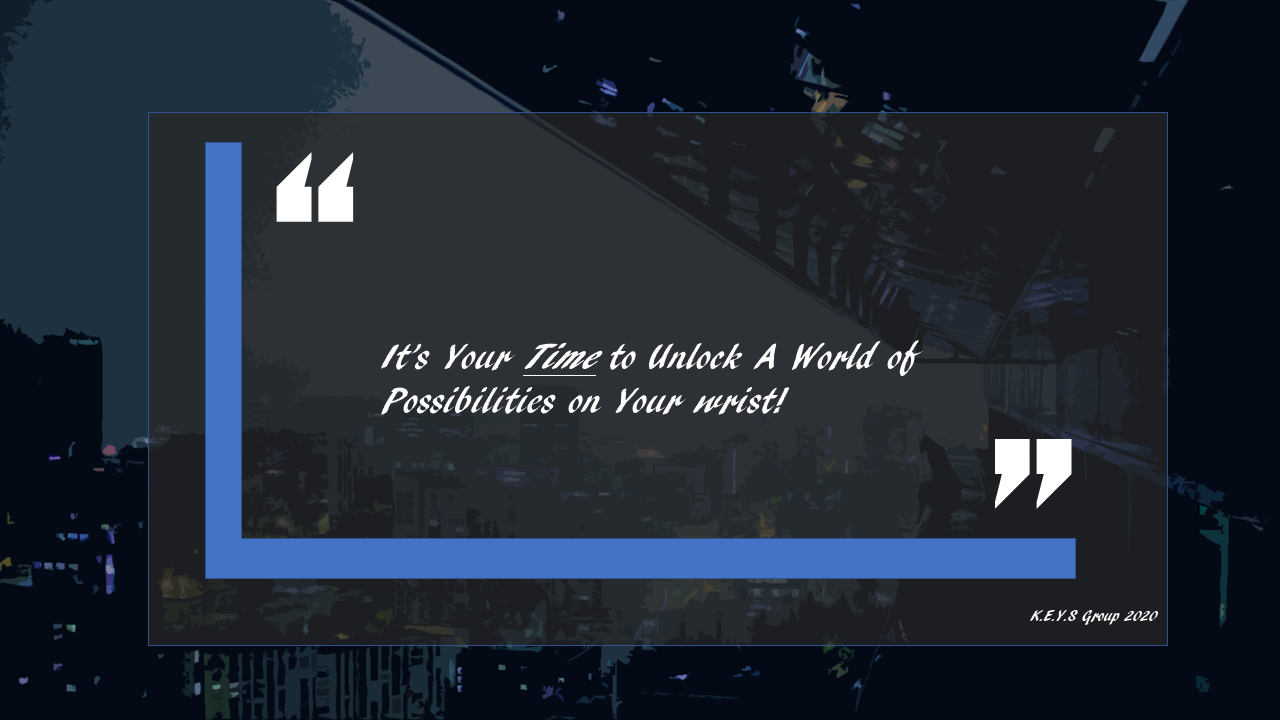 “
It's Your Time to Unlock A World of
Possibilities on Your wrist!
”
K.E.Y.S Group 2020